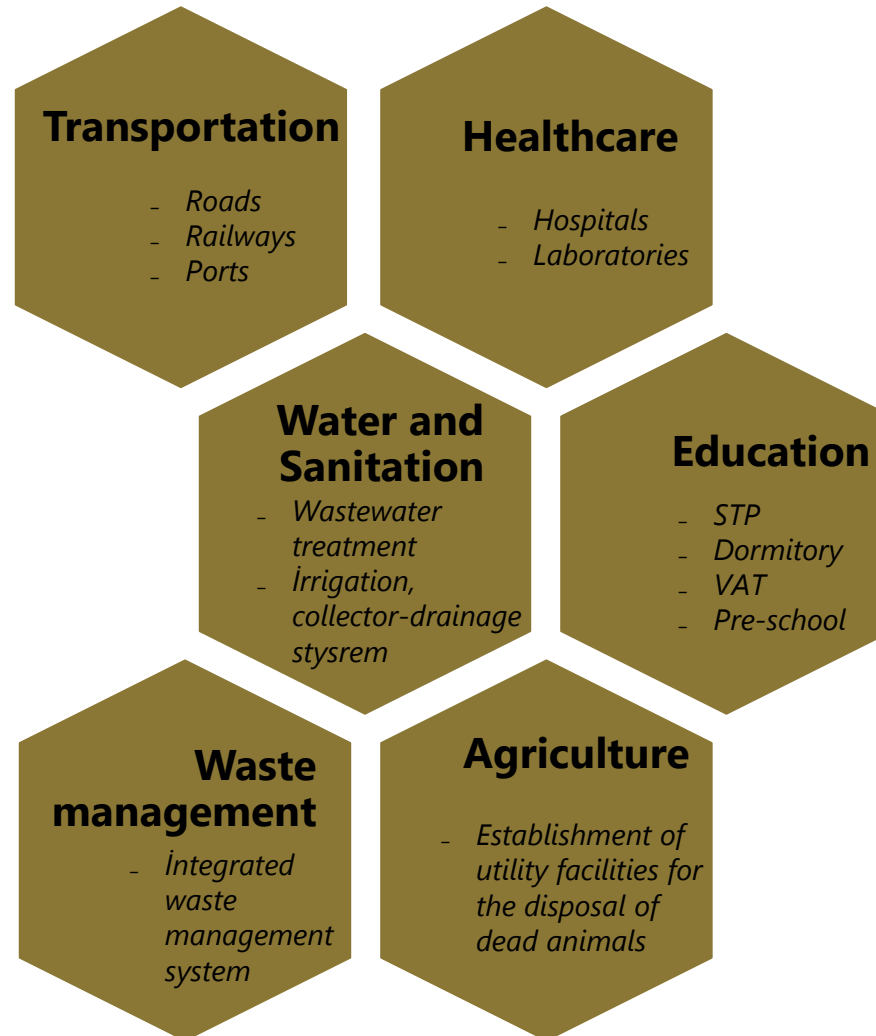 Transportation
- Roads
- Railways
- Ports
Healthcare
- Hospitals
- Laboratories
Water and
Sanitation
- Wastewater
treatment
- İrrigation,
collector-drainage
stysrem
Education
- STP
- Dormitory
- VAT
- Pre-school
Waste
management
- İntegrated
waste
management
system
Agriculture
- Establishment of
utility facilities for
the disposal of
dead animals